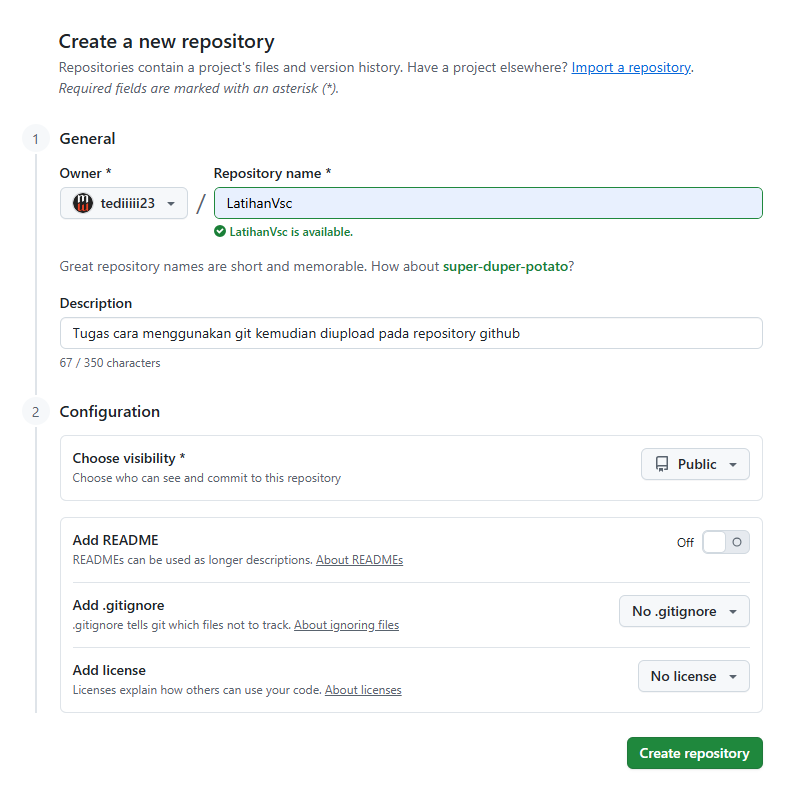 Create a new repository
Repositories contain a project's files and version history. Have a project elsewhere? Import a repository.
Required fields are marked with an asterisk (*).
1 General
Owner * Repository name *
tediiiii23 / LatihanVsc
LatihanVsc is available.
Great repository names are short and memorable. How about super-duper-potato?
Description
Tugas cara menggunakan git kemudian diupload pada repository github
67 / 350 characters
2 Configuration
Choose visibility *
Choose who can see and commit to this repository
Public
Add README
READMEs can be used as longer descriptions. About READMEs
Off
Add .gitignore
.gitignore tells git which files not to track. About ignoring files
No .gitignore
Add license
Licenses explain how others can use your code. About licenses
No license
Create repository